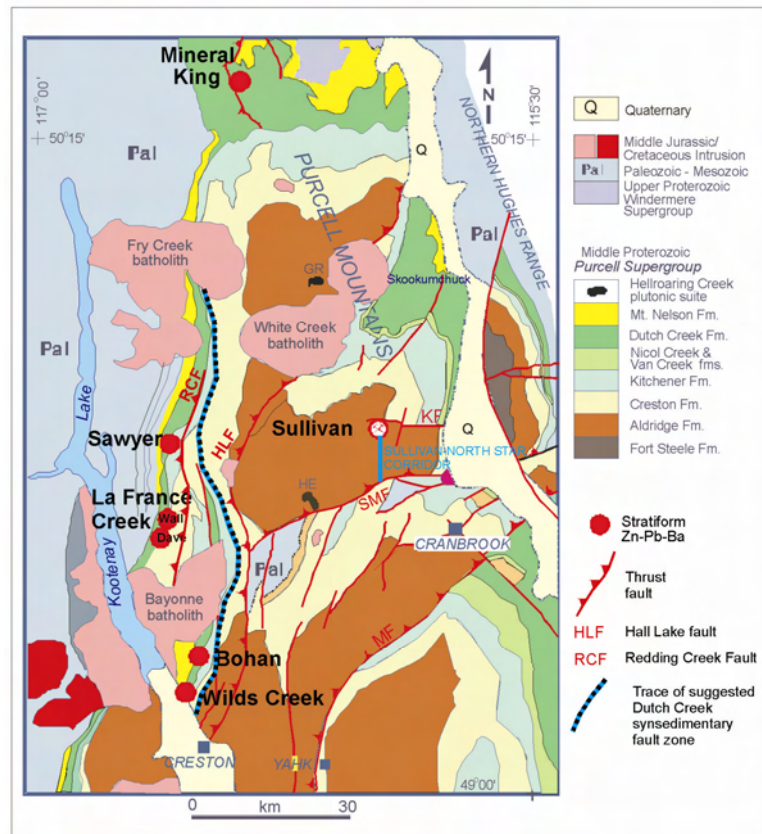 Mineral
King
117°00'
50°15'
N
115°30'
50°15'
NORTHERN HUGHES RANGE
Pal
Q
PURCELL MOUNTAINS
Pal
Fry Creek
batholith
GR
Skookumchuck
White Creek
batholith
Pal
Lake
RCF
HLF
Sawyer
Sullivan
KF
Q
SULLIVAN-NORTH STAR
CORRIDOR
La France
Creek
Wall
Dave
HE
SMF
CRANBROOK
Kootenay
Pal
Bayonne
batholith
MF
Bohan
Wilds Creek
CRESTON
YAHK
49°00'
0
km
30
Q
Quaternary
Middle Jurassic/
Cretaceous Intrusion
Pal
Paleozoic - Mesozoic
Upper Proterozoic
Windermere
Supergroup
Middle Proterozoic
Purcell Supergroup
Hellroaring Creek
plutonic suite
Mt. Nelson Fm.
Dutch Creek Fm.
Nicol Creek &
Van Creek fms.
Kitchener Fm.
Creston Fm.
Aldridge Fm.
Fort Steele Fm.
Stratiform
Zn-Pb-Ba
Thrust
fault
HLF Hall Lake fault
RCF Redding Creek Fault
Trace of suggested
Dutch Creek
synsedimentary
fault zone